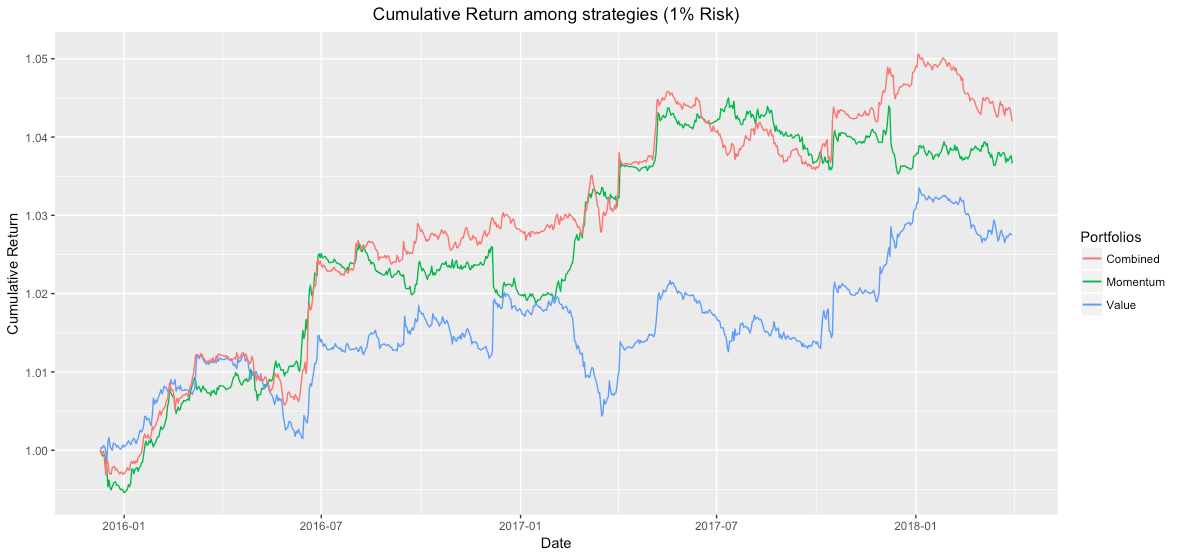 Cumulative Return among strategies (1% Risk)
Cumulative Return
1.05
1.04
1.03
1.02
1.01
1.00
2016-01
2016-07
2017-01
2017-07
2018-01
Date
Portfolios
Combined
Momentum
Value